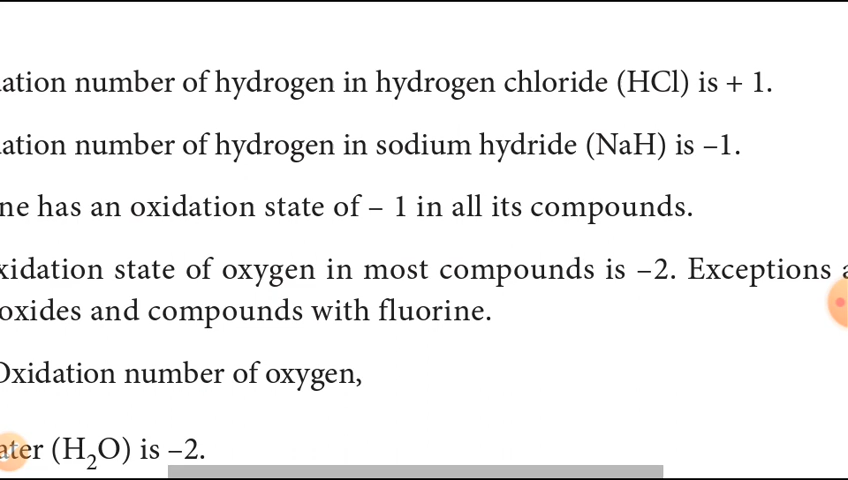 ation number of hydrogen in hydrogen chloride (HCl) is + 1.
ation number of hydrogen in sodium hydride (NaH) is –1.
ne has an oxidation state of – 1 in all its compounds.
xidation state of oxygen in most compounds is –2. Exceptions a
oxides and compounds with fluorine.
Oxidation number of oxygen,
ater (H₂O) is –2.